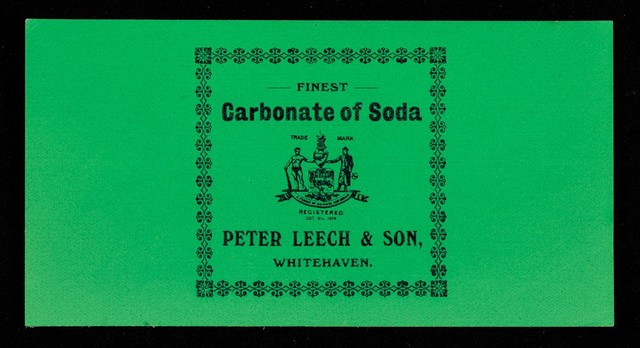 FINEST
Carbonate of Soda
TRADE MARK
REGISTERED
PETER LEECH & SON,
WHITEHAVEN.